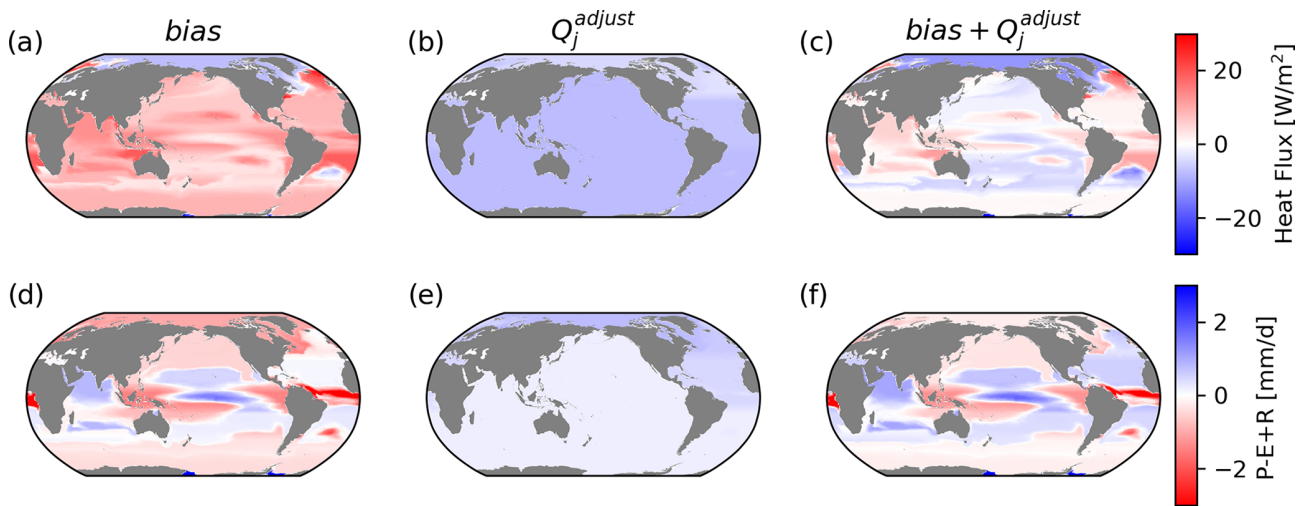 bias
Q_j^{adjust}
bias + Q_j^{adjust}
(a)
(b)
(c)
20
0
−20
Heat Flux [W/m²]
(d)
(e)
(f)
2
0
−2
P-E+R [mm/d]